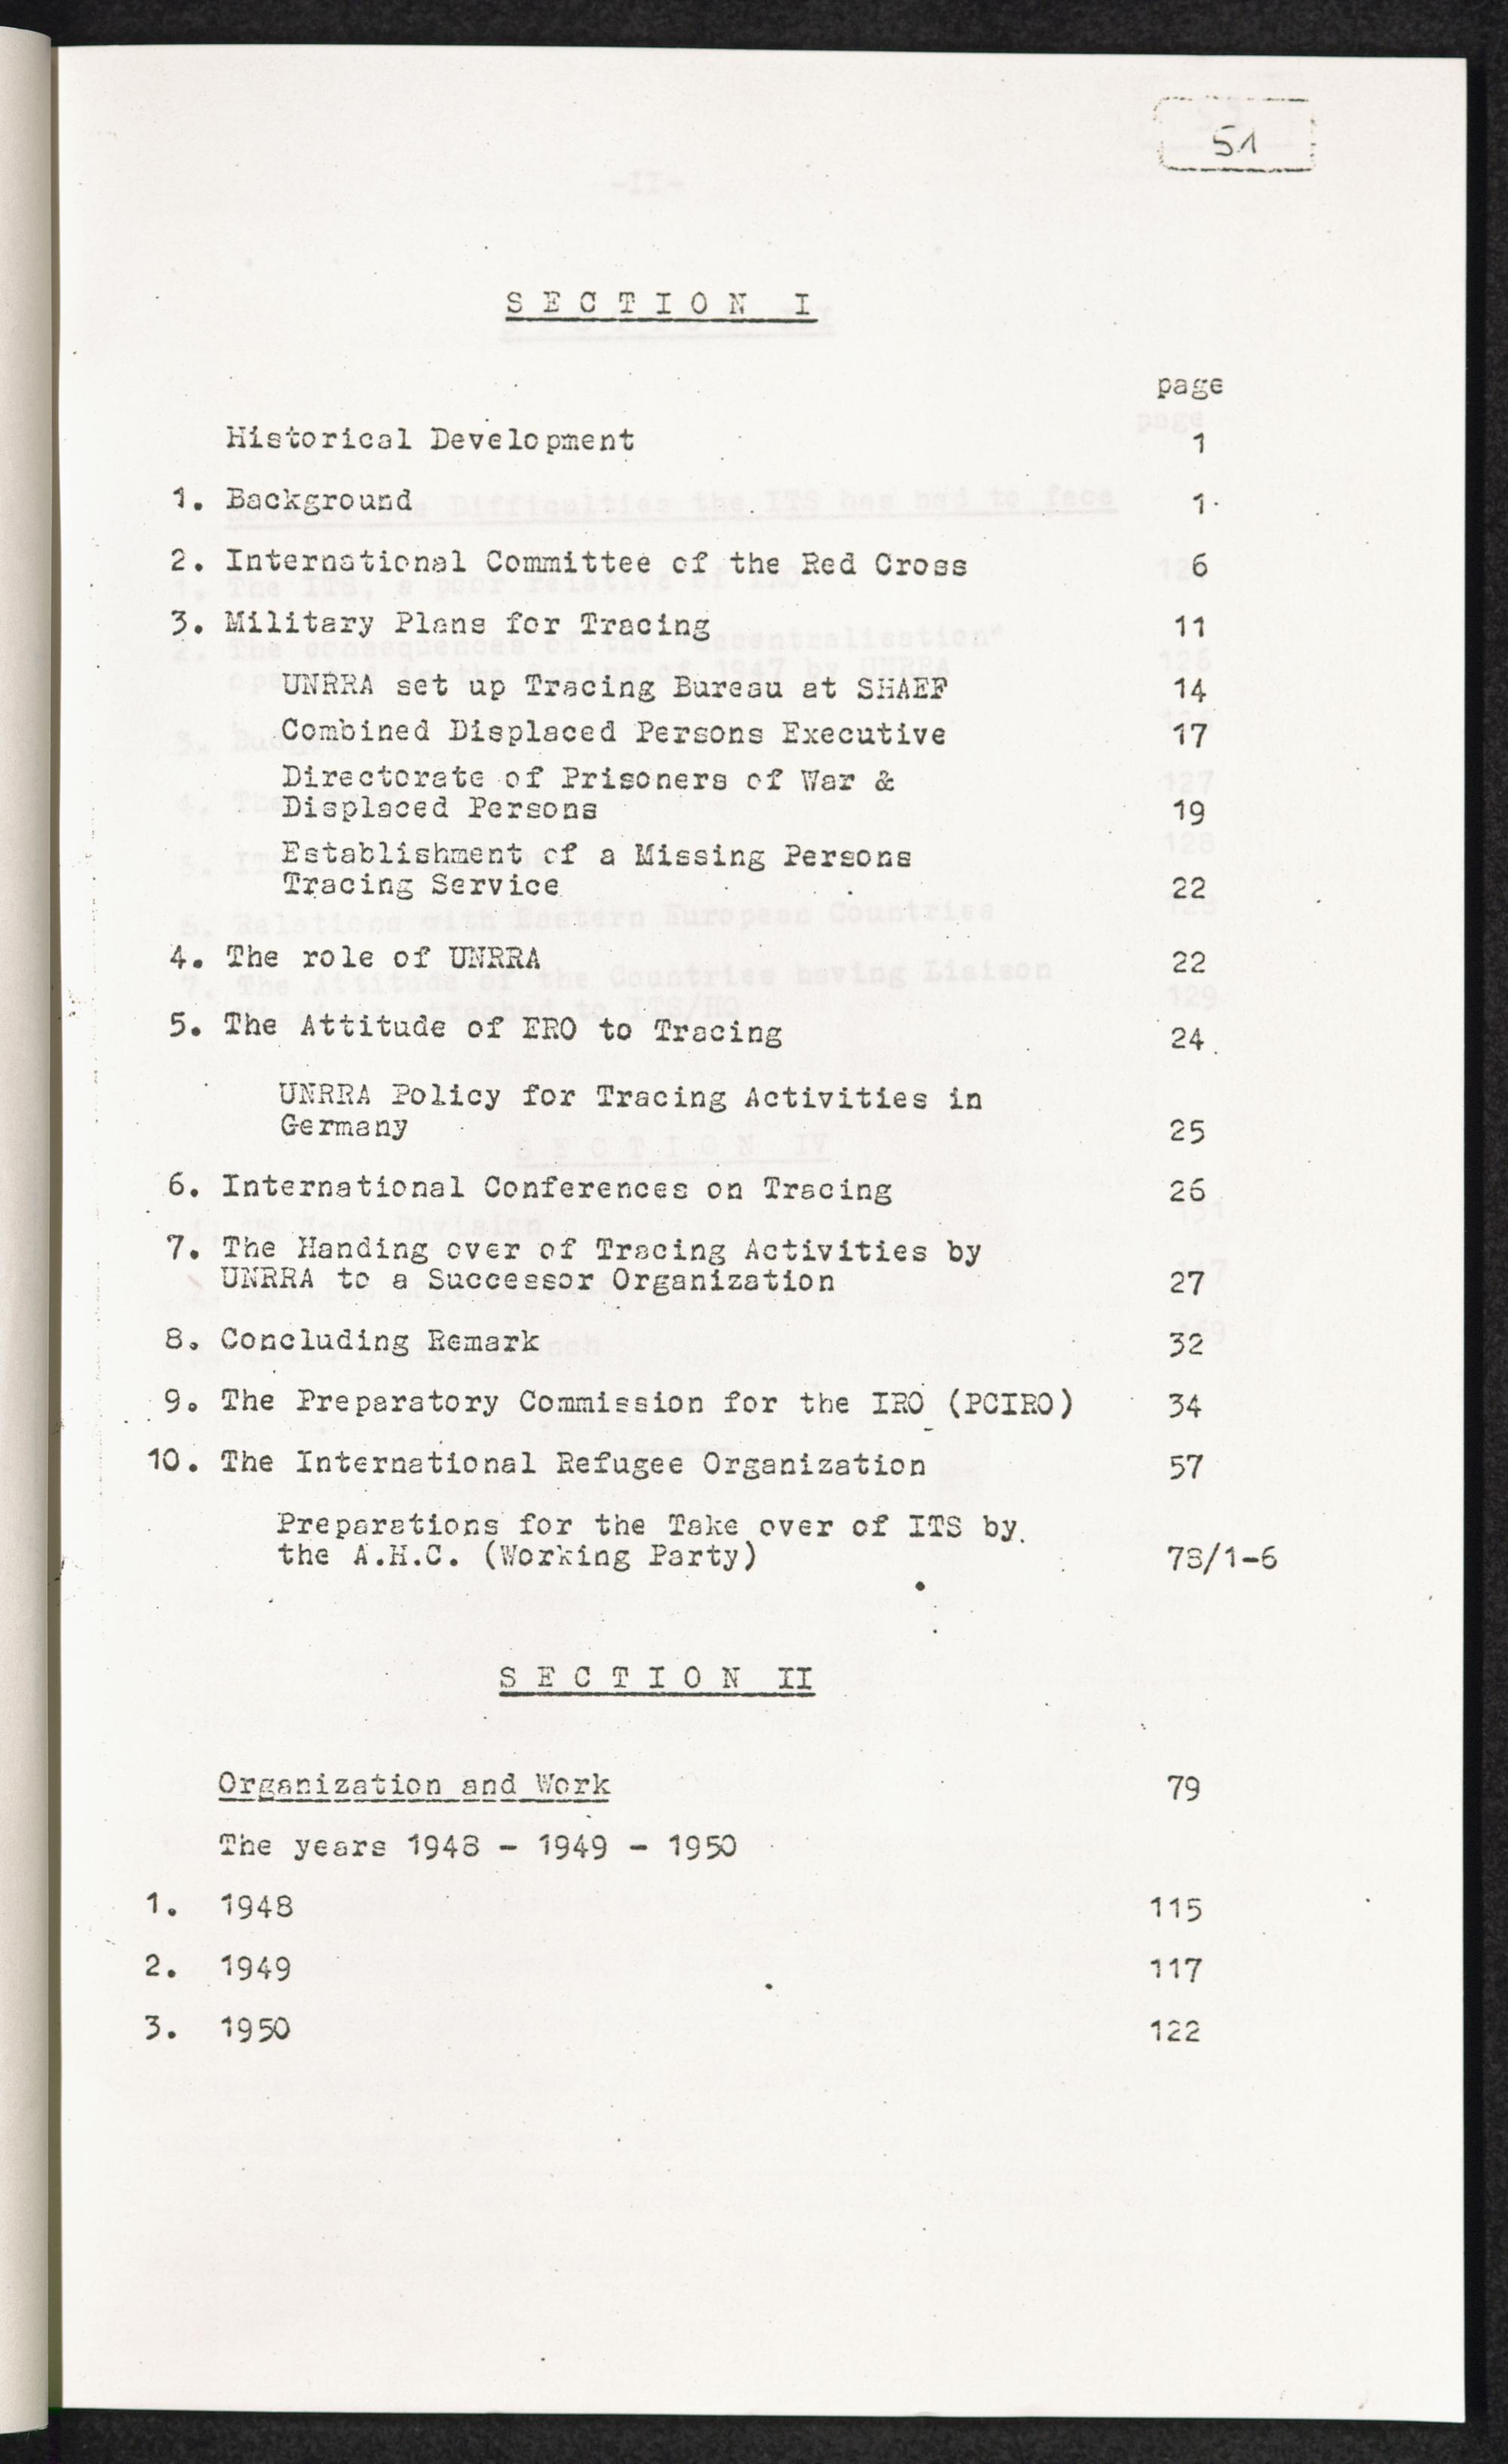 51
SECTION I
page
Historical Development 1
1. Background 1
2. International Committee of the Red Cross 6
3. Military Plans for Tracing 11
UNRRA set up Tracing Bureau at SHAEF 14
Combined Displaced Persons Executive 17
Directorate of Prisoners of War &
Displaced Persons 19
Establishment of a Missing Persons
Tracing Service 22
4. The role of UNRRA 22
5. The Attitude of ERO to Tracing 24
UNRRA Policy for Tracing Activities in
Germany 25
6. International Conferences on Tracing 26
7. The Handing over of Tracing Activities by
UNRRA to a Successor Organization 27
8. Concluding Remark 32
9. The Preparatory Commission for the IRO (PCIRO) 34
10. The International Refugee Organization 57
Preparations for the Take over of ITS by
the A.H.C. (Working Party) 78/1-6
SECTION II
Organization and Work 79
The years 1948 - 1949 - 1950
1. 1948 115
2. 1949 117
3. 1950 122